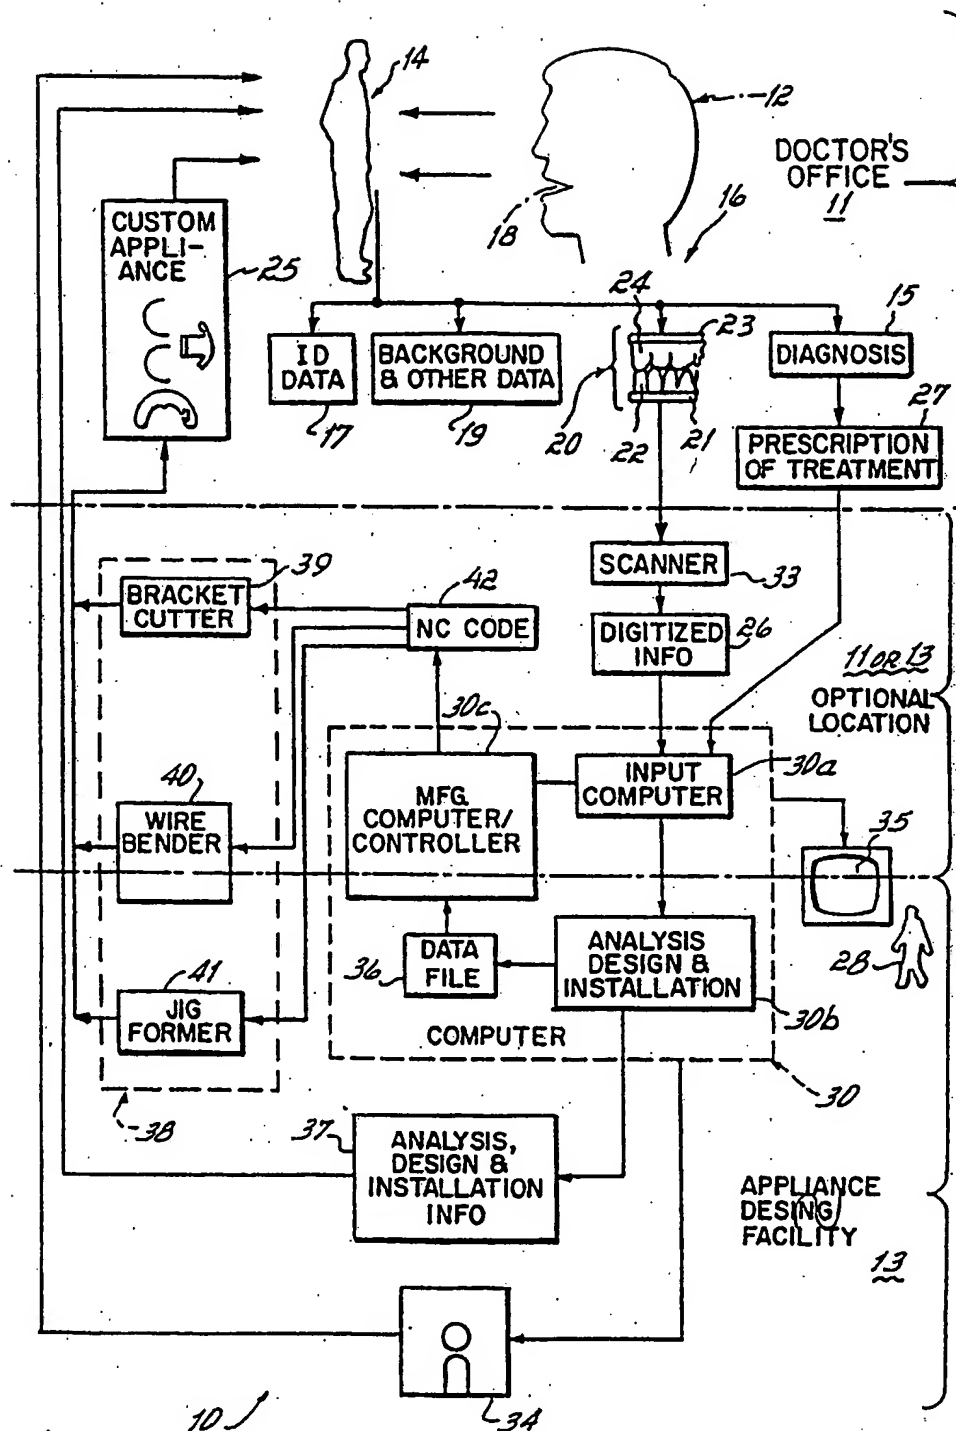 14
12
DOCTOR'S
OFFICE
11
16
18
CUSTOM
APPLI-
ANCE
25
24
23
15
ID
DATA
BACKGROUND
& OTHER DATA
DIAGNOSIS
27
17
19
20
22
21
PRESCRIPTION
OF TREATMENT
SCANNER
33
39
BRACKET
CUTTER
42
NC CODE
DIGITIZED
INFO
26
11 OR 13
OPTIONAL
LOCATION
30c
40
WIRE
BENDER
MFG.
COMPUTER/
CONTROLLER
INPUT
COMPUTER
30a
35
36
DATA
FILE
ANALYSIS
DESIGN &
INSTALLATION
28
41
JIG
FORMER
30b
COMPUTER
30
38
37
ANALYSIS,
DESIGN &
INSTALLATION
INFO
APPLIANCE
DESING
FACILITY
13
10
34